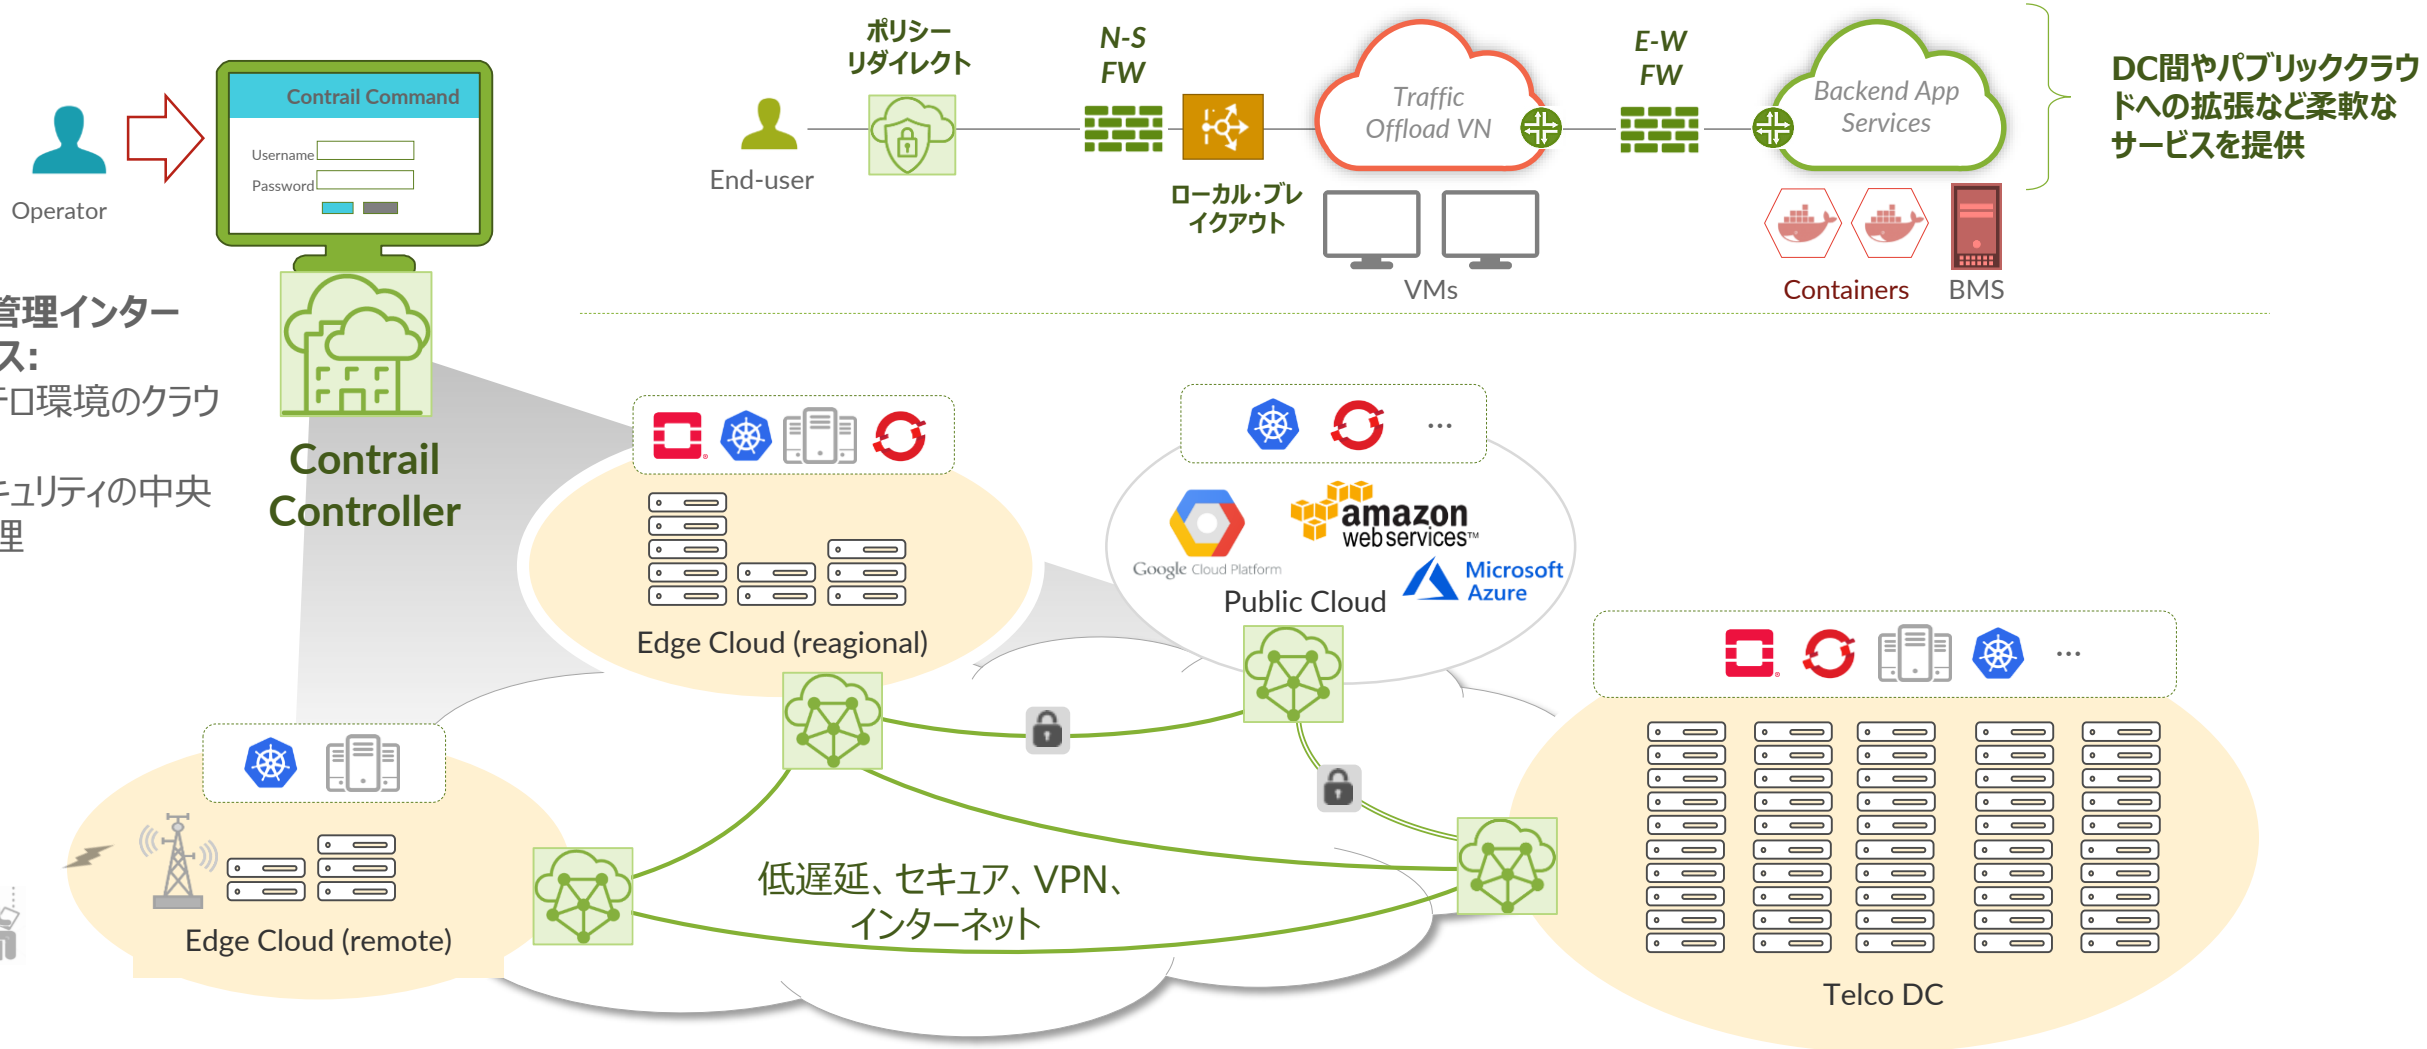 ポリシー
リダイレクト
N-S
FW
E-W
FW
Traffic
Offload VN
Backend App
Services
DC間やパブリッククラウ
ドへの拡張など柔軟な
サービスを提供
Contrail Command
Username
Password
Operator
End-user
ローカル・ブレ
イクアウト
VMs
Containers
BMS
管理インター
ス:
テロ環境のクラウ
キュリティの中央
理
Contrail
Controller
...
Google Cloud Platform
amazon
web services™
Microsoft
Azure
Public Cloud
Edge Cloud (reagional)
...
Edge Cloud (remote)
低遅延、セキュア、VPN、
インターネット
Telco DC